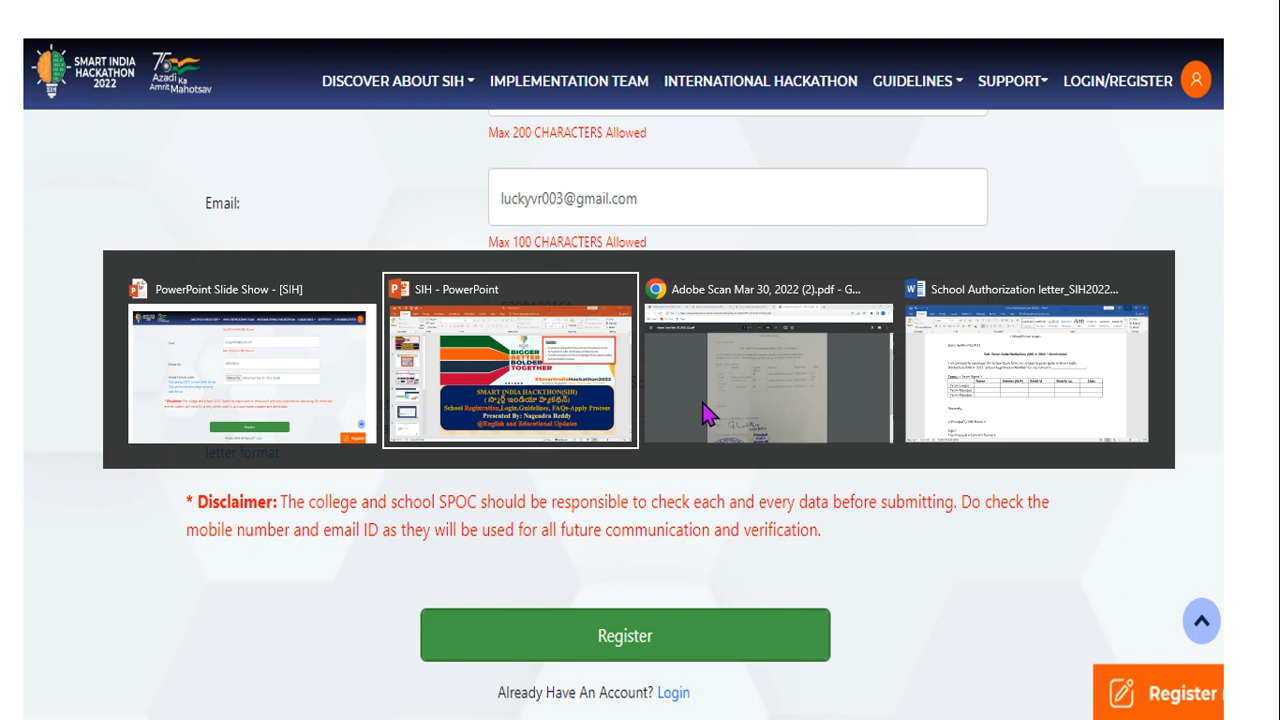 SMART INDIA
HACKATHON
2022
75
Azadi Ka
Amrit Mahotsav
DISCOVER ABOUT SIH
IMPLEMENTATION TEAM
INTERNATIONAL HACKATHON
GUIDELINES
SUPPORT
LOGIN/REGISTER
Max 200 CHARACTERS Allowed
Email:
luckyvr003@gmail.com
Max 100 CHARACTERS Allowed
PowerPoint Slide Show - [SIH]
SIH - PowerPoint
BIGGER
BETTER
BOLDER
TOGETHER
#SmartIndiaHackathon2022
SMART INDIA HACKTHON(SIH)
(స్మార్ట్ ఇండియా హ్యాకథన్)
School Registration,Login,Guidelines, FAQs-Apply Process
Presented By: Nagendra Reddy
@English and Educational Updates
Adobe Scan Mar 30, 2022 (2).pdf - G...
School Authorization letter_SIH2022...
letter format
* Disclaimer: The college and school SPOC should be responsible to check each and every data before submitting. Do check the
mobile number and email ID as they will be used for all future communication and verification.
Register
Already Have An Account? Login
Register